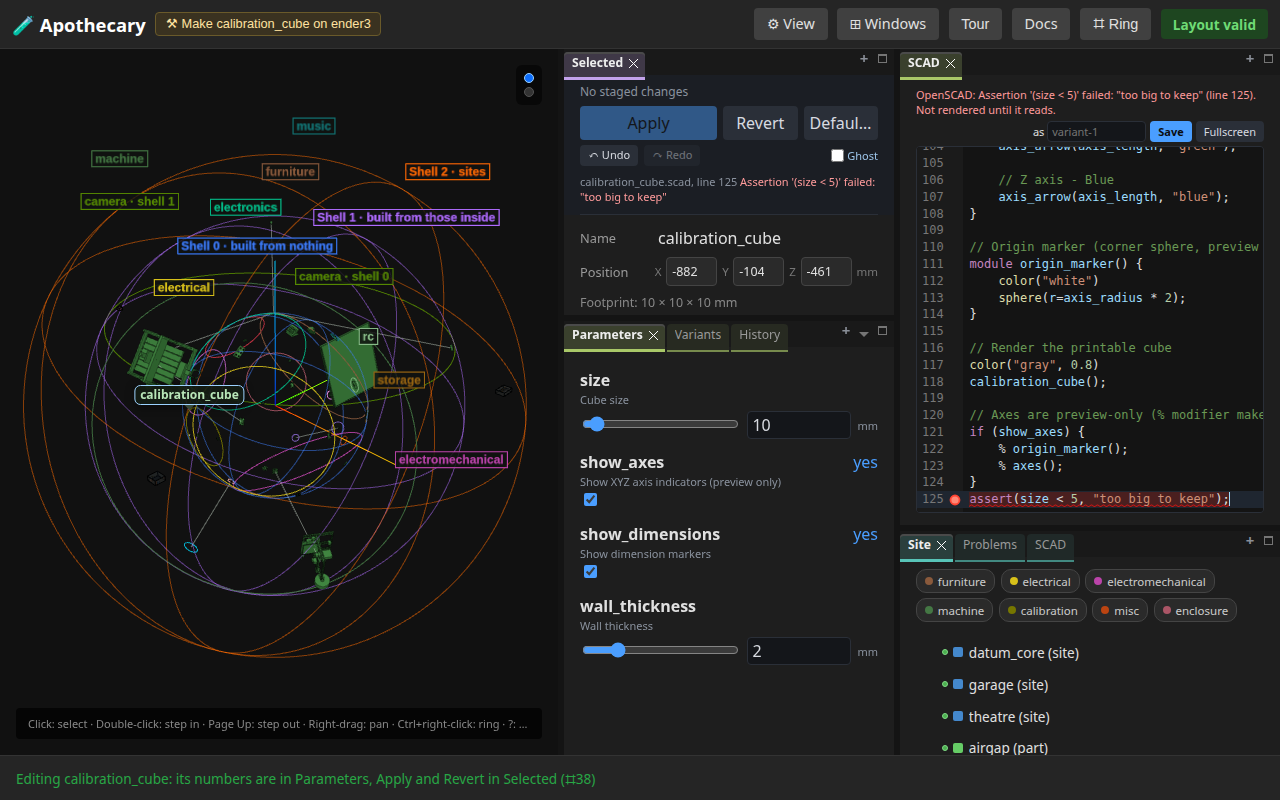 🧪 Apothecary
⚒ Make calibration_cube on ender3
⚙ View
⊞ Windows
Tour
Docs
⌗ Ring
Layout valid
music
machine
furniture
Shell 2 · sites
camera · shell 1
electronics
Shell 1 · built from those inside
Shell 0 · built from nothing
camera · shell 0
electrical
rc
storage
calibration_cube
electromechanical
Click: select · Double-click: step in · Page Up: step out · Right-drag: pan · Ctrl+right-click: ring · ?: ...
Selected
No staged changes
Apply
Revert
Defaul...
↶ Undo
↷ Redo
Ghost
calibration_cube.scad, line 125 Assertion '(size < 5)' failed:
"too big to keep"
Name calibration_cube
Position X -882 Y -104 Z -461 mm
Footprint: 10 × 10 × 10 mm
Parameters
Variants
History
size
Cube size
10 mm
show_axes yes
Show XYZ axis indicators (preview only)
show_dimensions yes
Show dimension markers
wall_thickness
Wall thickness
2 mm
SCAD
OpenSCAD: Assertion '(size < 5)' failed: "too big to keep" (line 125).
Not rendered until it reads.
as variant-1 Save Fullscreen
104 axis_arrow(axis_length, "green");
105
106 // Z axis - Blue
107 axis_arrow(axis_length, "blue");
108 }
109
110 // Origin marker (corner sphere, preview
111 module origin_marker() {
112 color("white")
113 sphere(r=axis_radius * 2);
114 }
115
116 // Render the printable cube
117 color("gray", 0.8)
118 calibration_cube();
119
120 // Axes are preview-only (% modifier make
121 if (show_axes) {
122 % origin_marker();
123 % axes();
124 }
125 assert(size < 5, "too big to keep");
Site
Problems
SCAD
furniture
electrical
electromechanical
machine
calibration
misc
enclosure
datum_core (site)
garage (site)
theatre (site)
airgap (part)
Editing calibration_cube: its numbers are in Parameters, Apply and Revert in Selected (⌗38)